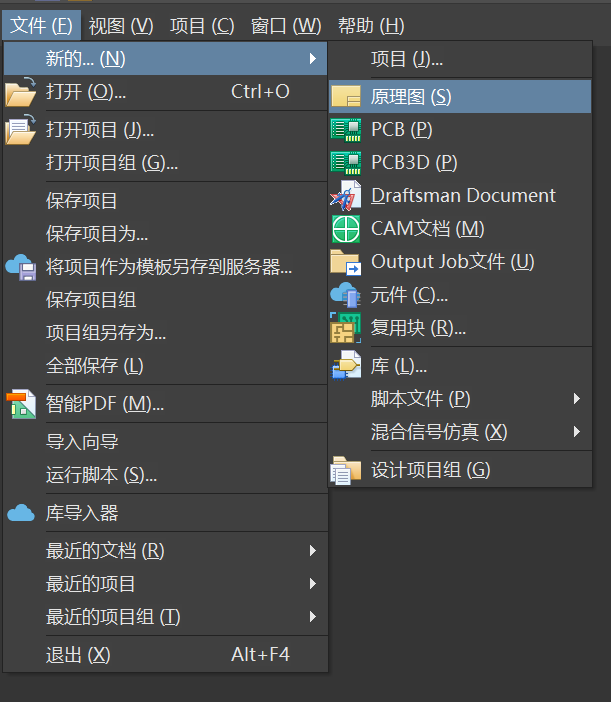 文件 (F) 视图 (V) 项目 (C) 窗口 (W) 帮助 (H)
新的... (N)
打开 (O)... Ctrl+O
打开项目 (J)...
打开项目组 (G)...
保存项目
保存项目为...
将项目作为模板另存到服务器...
保存项目组
项目组另存为...
全部保存 (L)
智能PDF (M)...
导入向导
运行脚本 (S)...
库导入器
最近的文档 (R)
最近的项目
最近的项目组 (T)
退出 (X) Alt+F4
项目 (J)...
原理图 (S)
PCB (P)
PCB3D (P)
Draftsman Document
CAM文档 (M)
Output Job文件 (U)
元件 (C)...
复用块 (R)...
库 (L)...
脚本文件 (P)
混合信号仿真 (X)
设计项目组 (G)